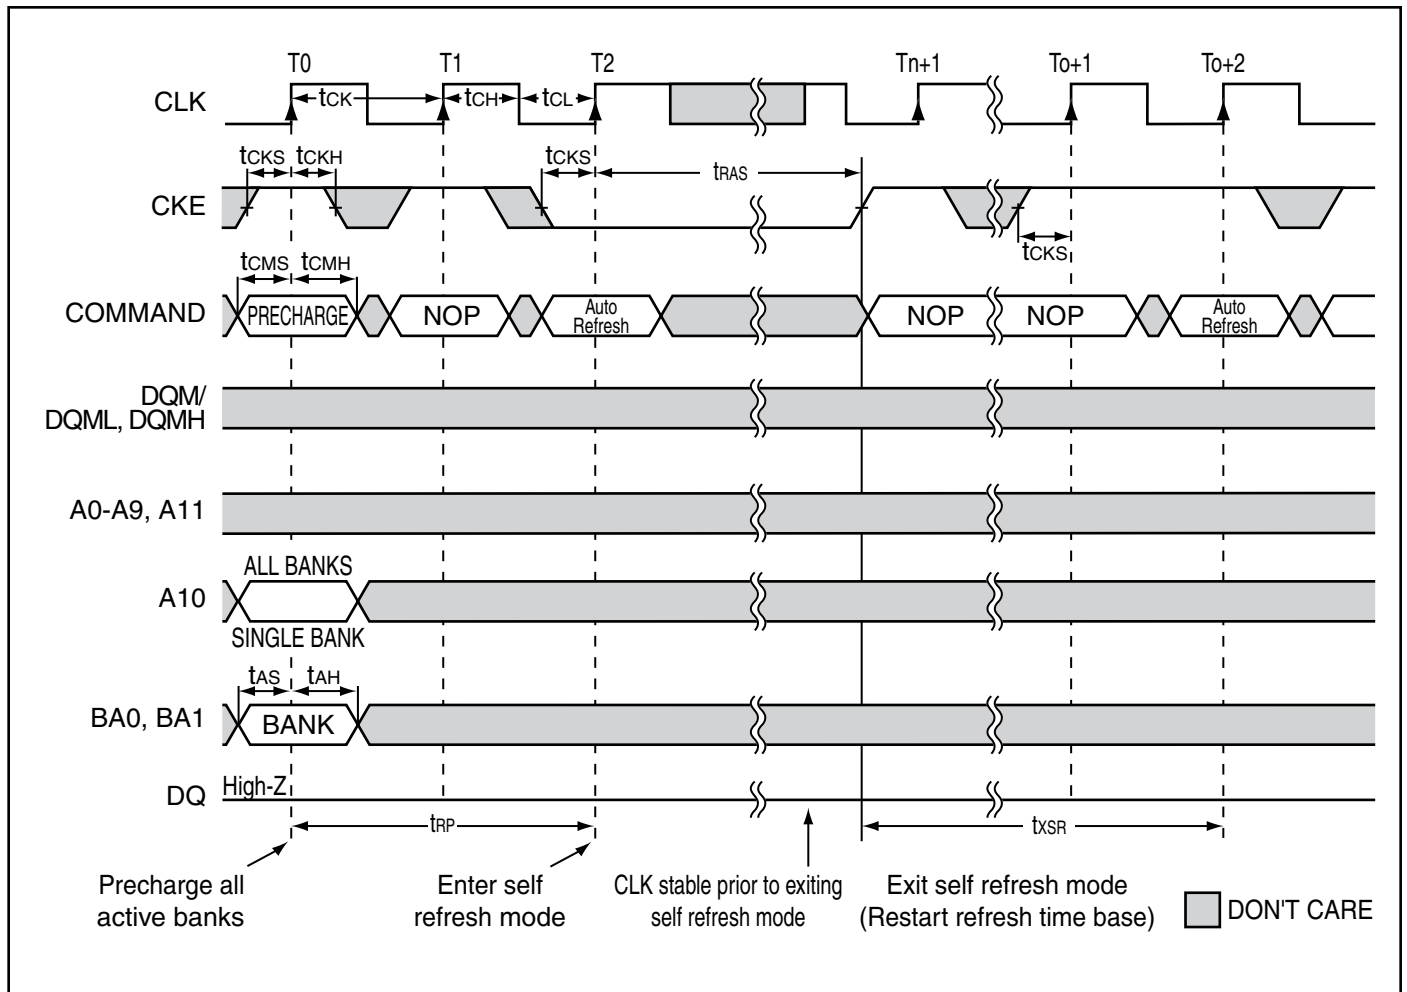 T0 T1 T2 Tn+1 To+1 To+2
CLK tCK tCH tCL
tCKS tCKH tCKS tRAS
CKE
tCKS
tCMS tCMH
COMMAND PRECHARGE NOP Auto Refresh NOP NOP Auto Refresh
DQM/
DQML, DQMH
A0-A9, A11
ALL BANKS
A10
SINGLE BANK
tAS tAH
BA0, BA1 BANK
DQ High-Z
tRP tXSR
Precharge all
active banks
Enter self
refresh mode
CLK stable prior to exiting
self refresh mode
Exit self refresh mode
(Restart refresh time base)
DON'T CARE